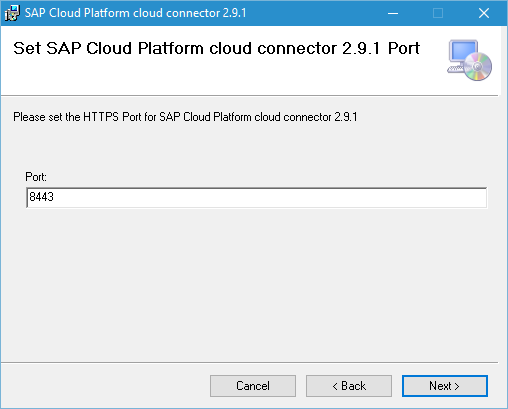 SAP Cloud Platform cloud connector 2.9.1
Set SAP Cloud Platform cloud connector 2.9.1 Port
Please set the HTTPS Port for SAP Cloud Platform cloud connector 2.9.1
Port:
8443
Cancel
< Back
Next >